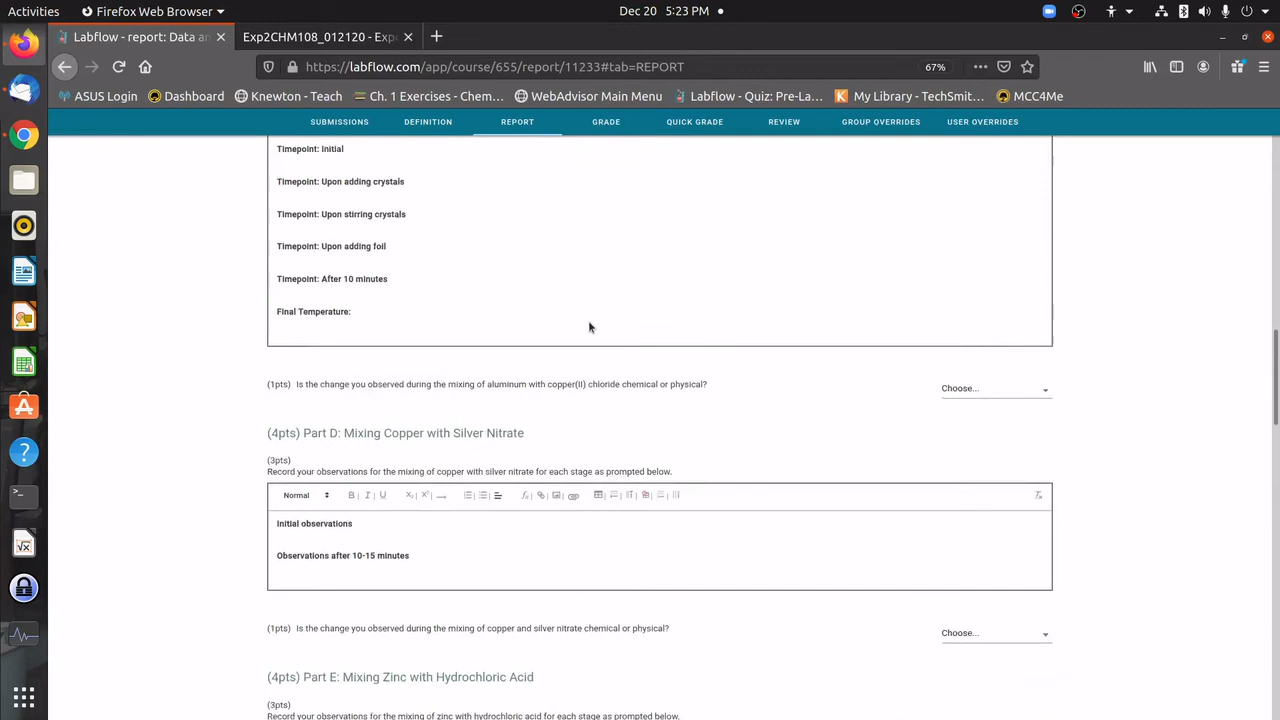 Activities
Firefox Web Browser
Dec 20 5:23 PM
Labflow - report: Data an
Exp2CHM108_012120 - Exp
https://labflow.com/app/course/655/report/11233#tab=REPORT
67%
ASUS Login
Dashboard
Knewton - Teach
Ch. 1 Exercises - Chem...
WebAdvisor Main Menu
Labflow - Quiz: Pre-La...
My Library - TechSmit...
MCC4Me
SUBMISSIONS
DEFINITION
REPORT
GRADE
QUICK GRADE
REVIEW
GROUP OVERRIDES
USER OVERRIDES
Timepoint: Initial
Timepoint: Upon adding crystals
Timepoint: Upon stirring crystals
Timepoint: Upon adding foil
Timepoint: After 10 minutes
Final Temperature:
(1pts) Is the change you observed during the mixing of aluminum with copper(II) chloride chemical or physical?
Choose...
(4pts) Part D: Mixing Copper with Silver Nitrate
(3pts)
Record your observations for the mixing of copper with silver nitrate for each stage as prompted below.
Normal
Initial observations
Observations after 10-15 minutes
(1pts) Is the change you observed during the mixing of copper and silver nitrate chemical or physical?
Choose...
(4pts) Part E: Mixing Zinc with Hydrochloric Acid
(3pts)
Record your observations for the mixing of zinc with hydrochloric acid for each stage as prompted below.